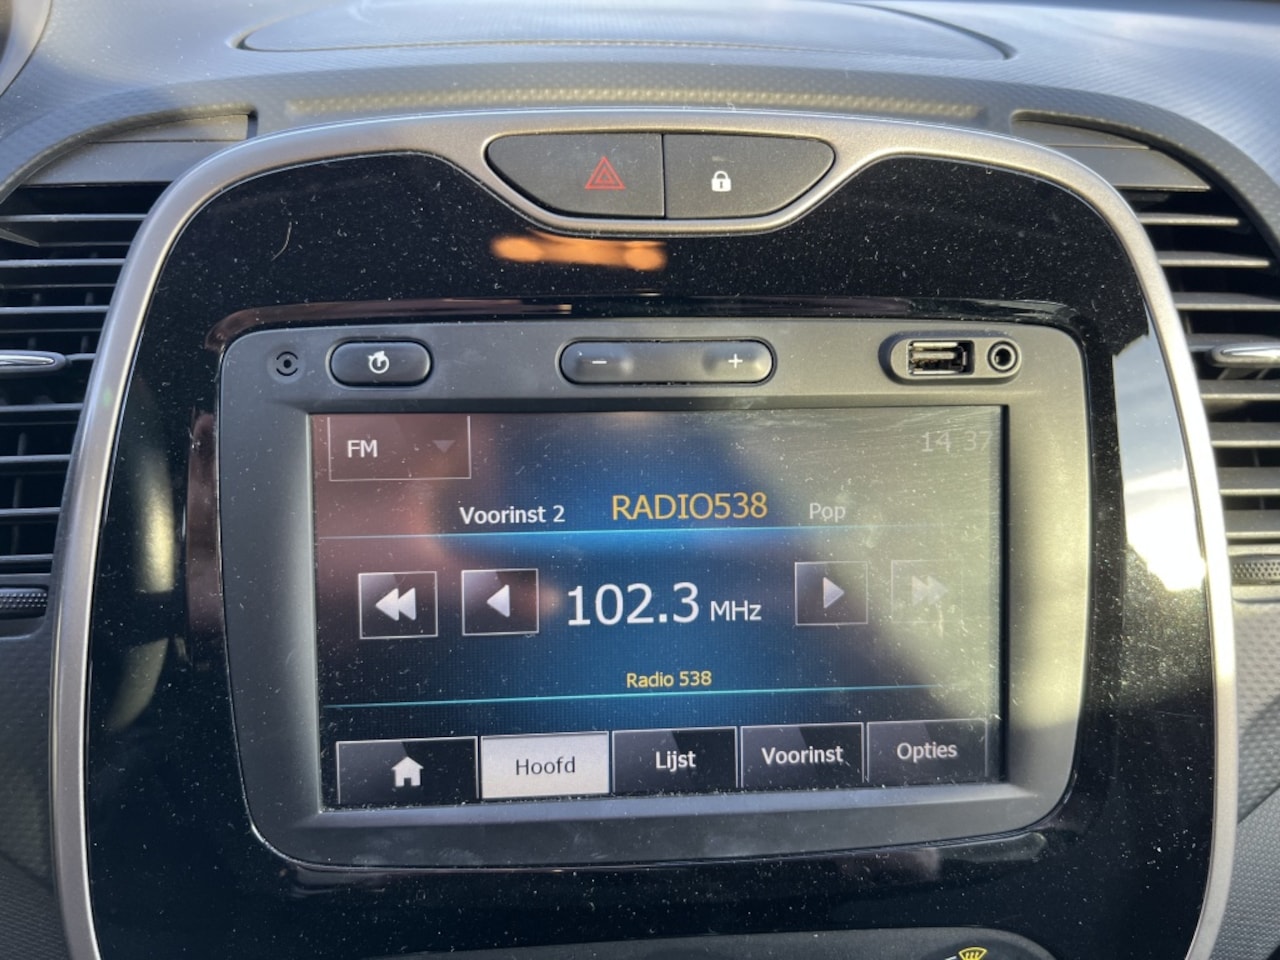 FM
14:37
Voorinst 2 RADIO538 Pop
102.3 MHz
Radio 538
Hoofd Lijst Voorinst Opties